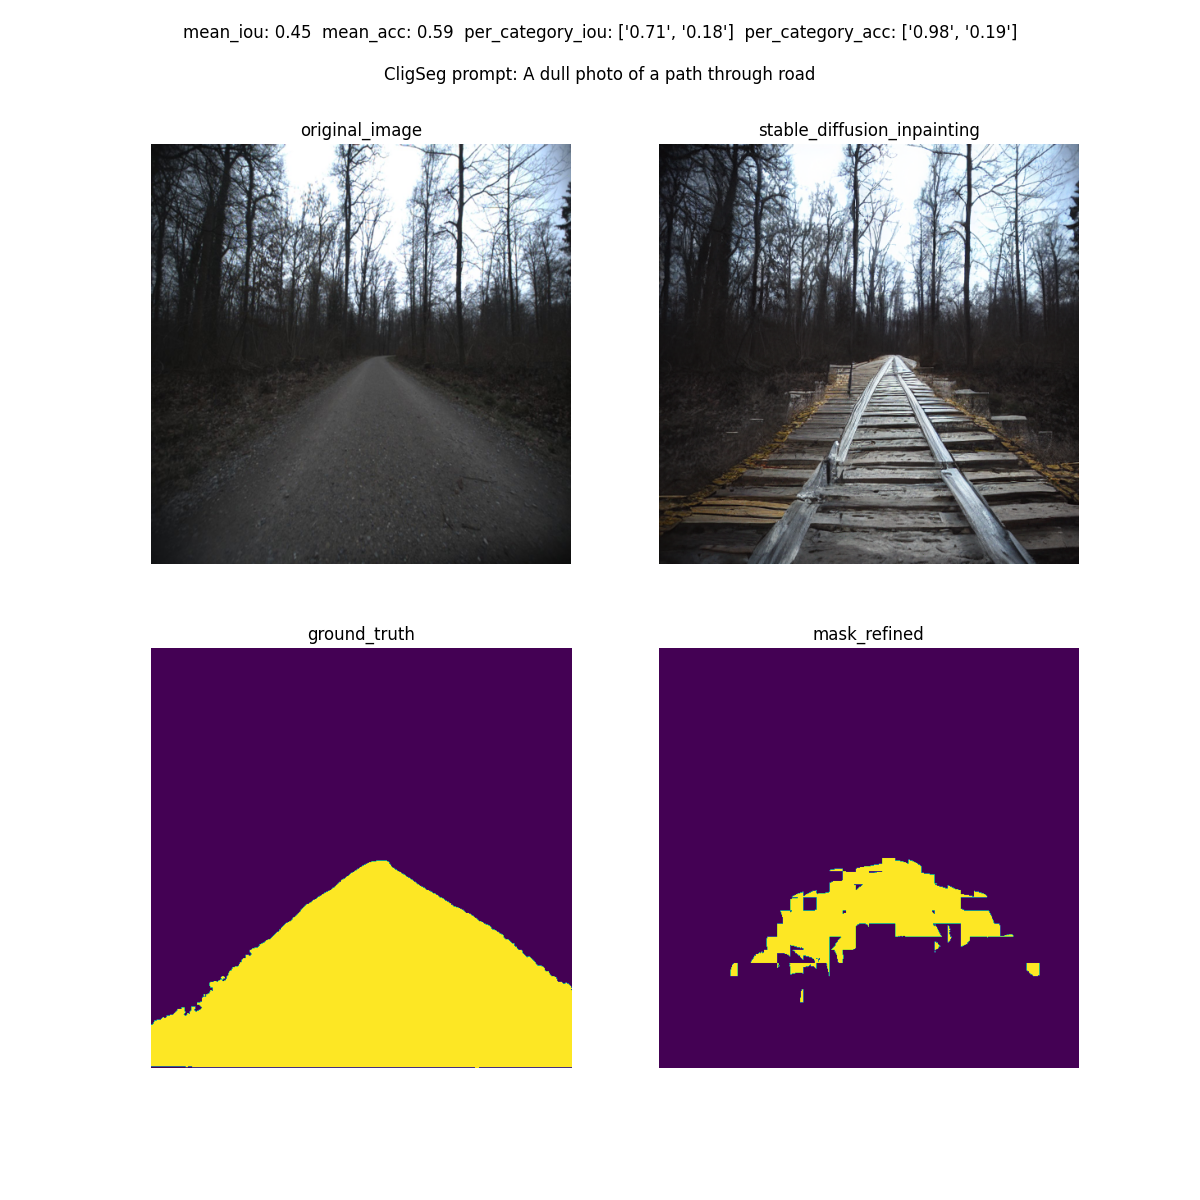 mean_iou: 0.45  mean_acc: 0.59  per_category_iou: ['0.71', '0.18']  per_category_acc: ['0.98', '0.19']
CligSeg prompt: A dull photo of a path through road
original_image
stable_diffusion_inpainting
ground_truth
mask_refined